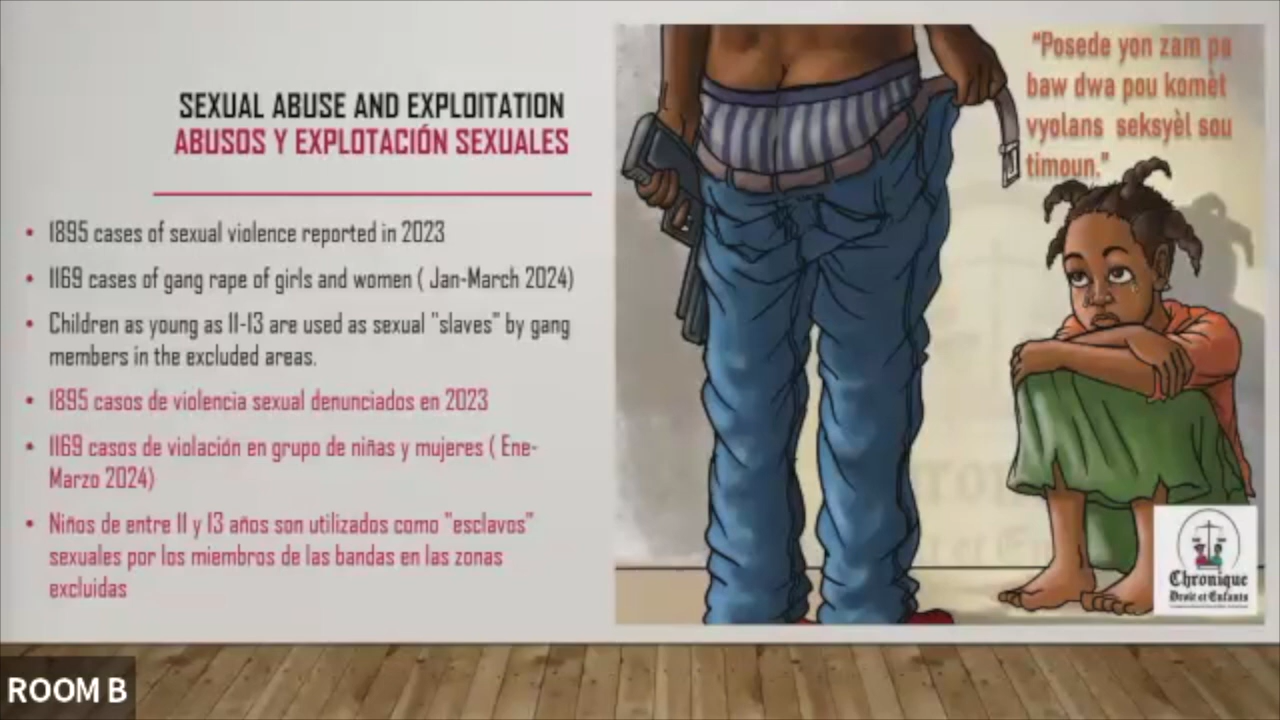 SEXUAL ABUSE AND EXPLOITATION
ABUSOS Y EXPLOTACIÓN SEXUALES
• 1895 cases of sexual violence reported in 2023
• 1169 cases of gang rape of girls and women ( Jan-March 2024)
• Children as young as 11-13 are used as sexual "slaves" by gang
members in the excluded areas.
• 1895 casos de violencia sexual denunciados en 2023
• 1169 casos de violación en grupo de niñas y mujeres ( Ene-
Marzo 2024)
• Niños de entre 11 y 13 años son utilizados como "esclavos"
sexuales por los miembros de las bandas en las zonas
excluidas
"Posede yon zam pa
baw dwa pou komèt
vyolans seksyèl sou
timoun."
Chronique
Droit et Enfants
ROOM B